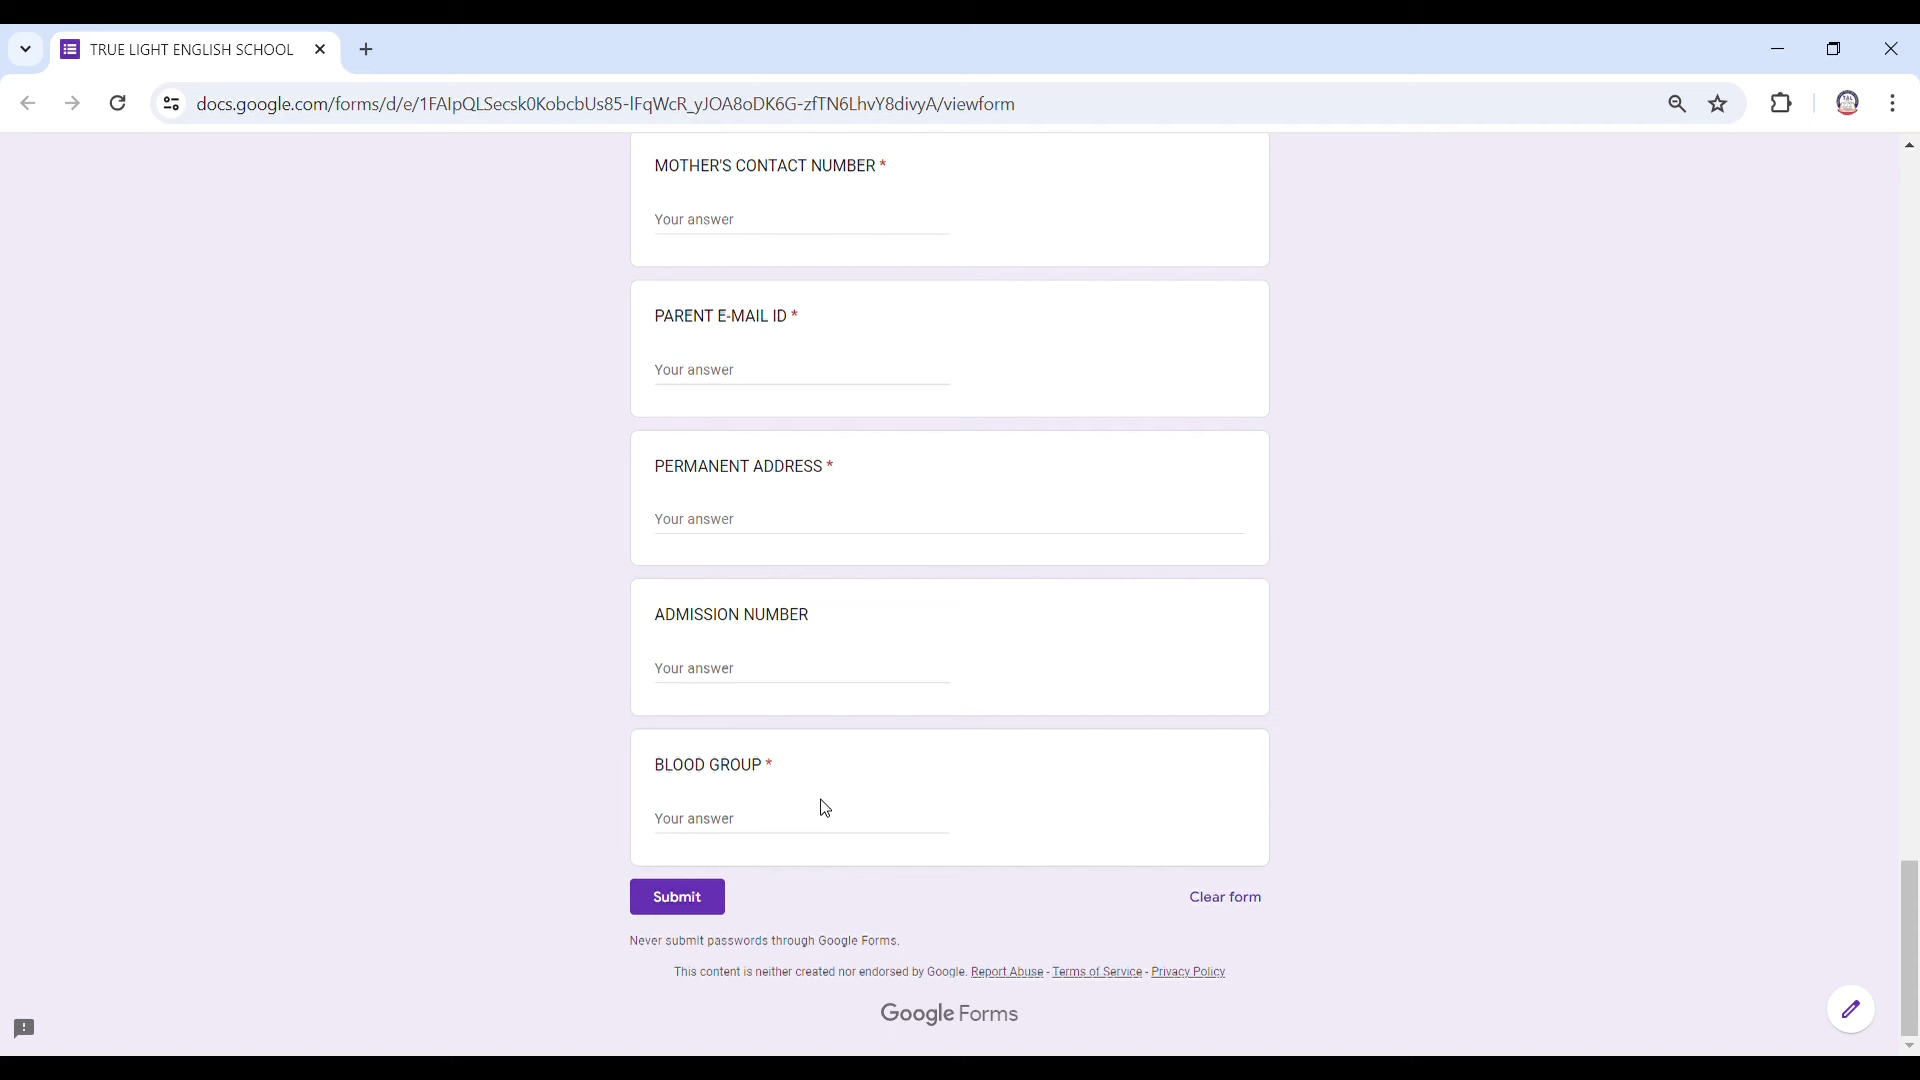 TRUE LIGHT ENGLISH SCHOOL
docs.google.com/forms/d/e/1FAIpQLSecsk0KobcbUs85-lFqWcR_yJOA8oDK6G-zfTN6LhvY8divyA/viewform
MOTHER'S CONTACT NUMBER *
Your answer
PARENT E-MAIL ID *
Your answer
PERMANENT ADDRESS *
Your answer
ADMISSION NUMBER
Your answer
BLOOD GROUP *
Your answer
Submit
Clear form
Never submit passwords through Google Forms.
This content is neither created nor endorsed by Google. Report Abuse - Terms of Service - Privacy Policy
Google Forms